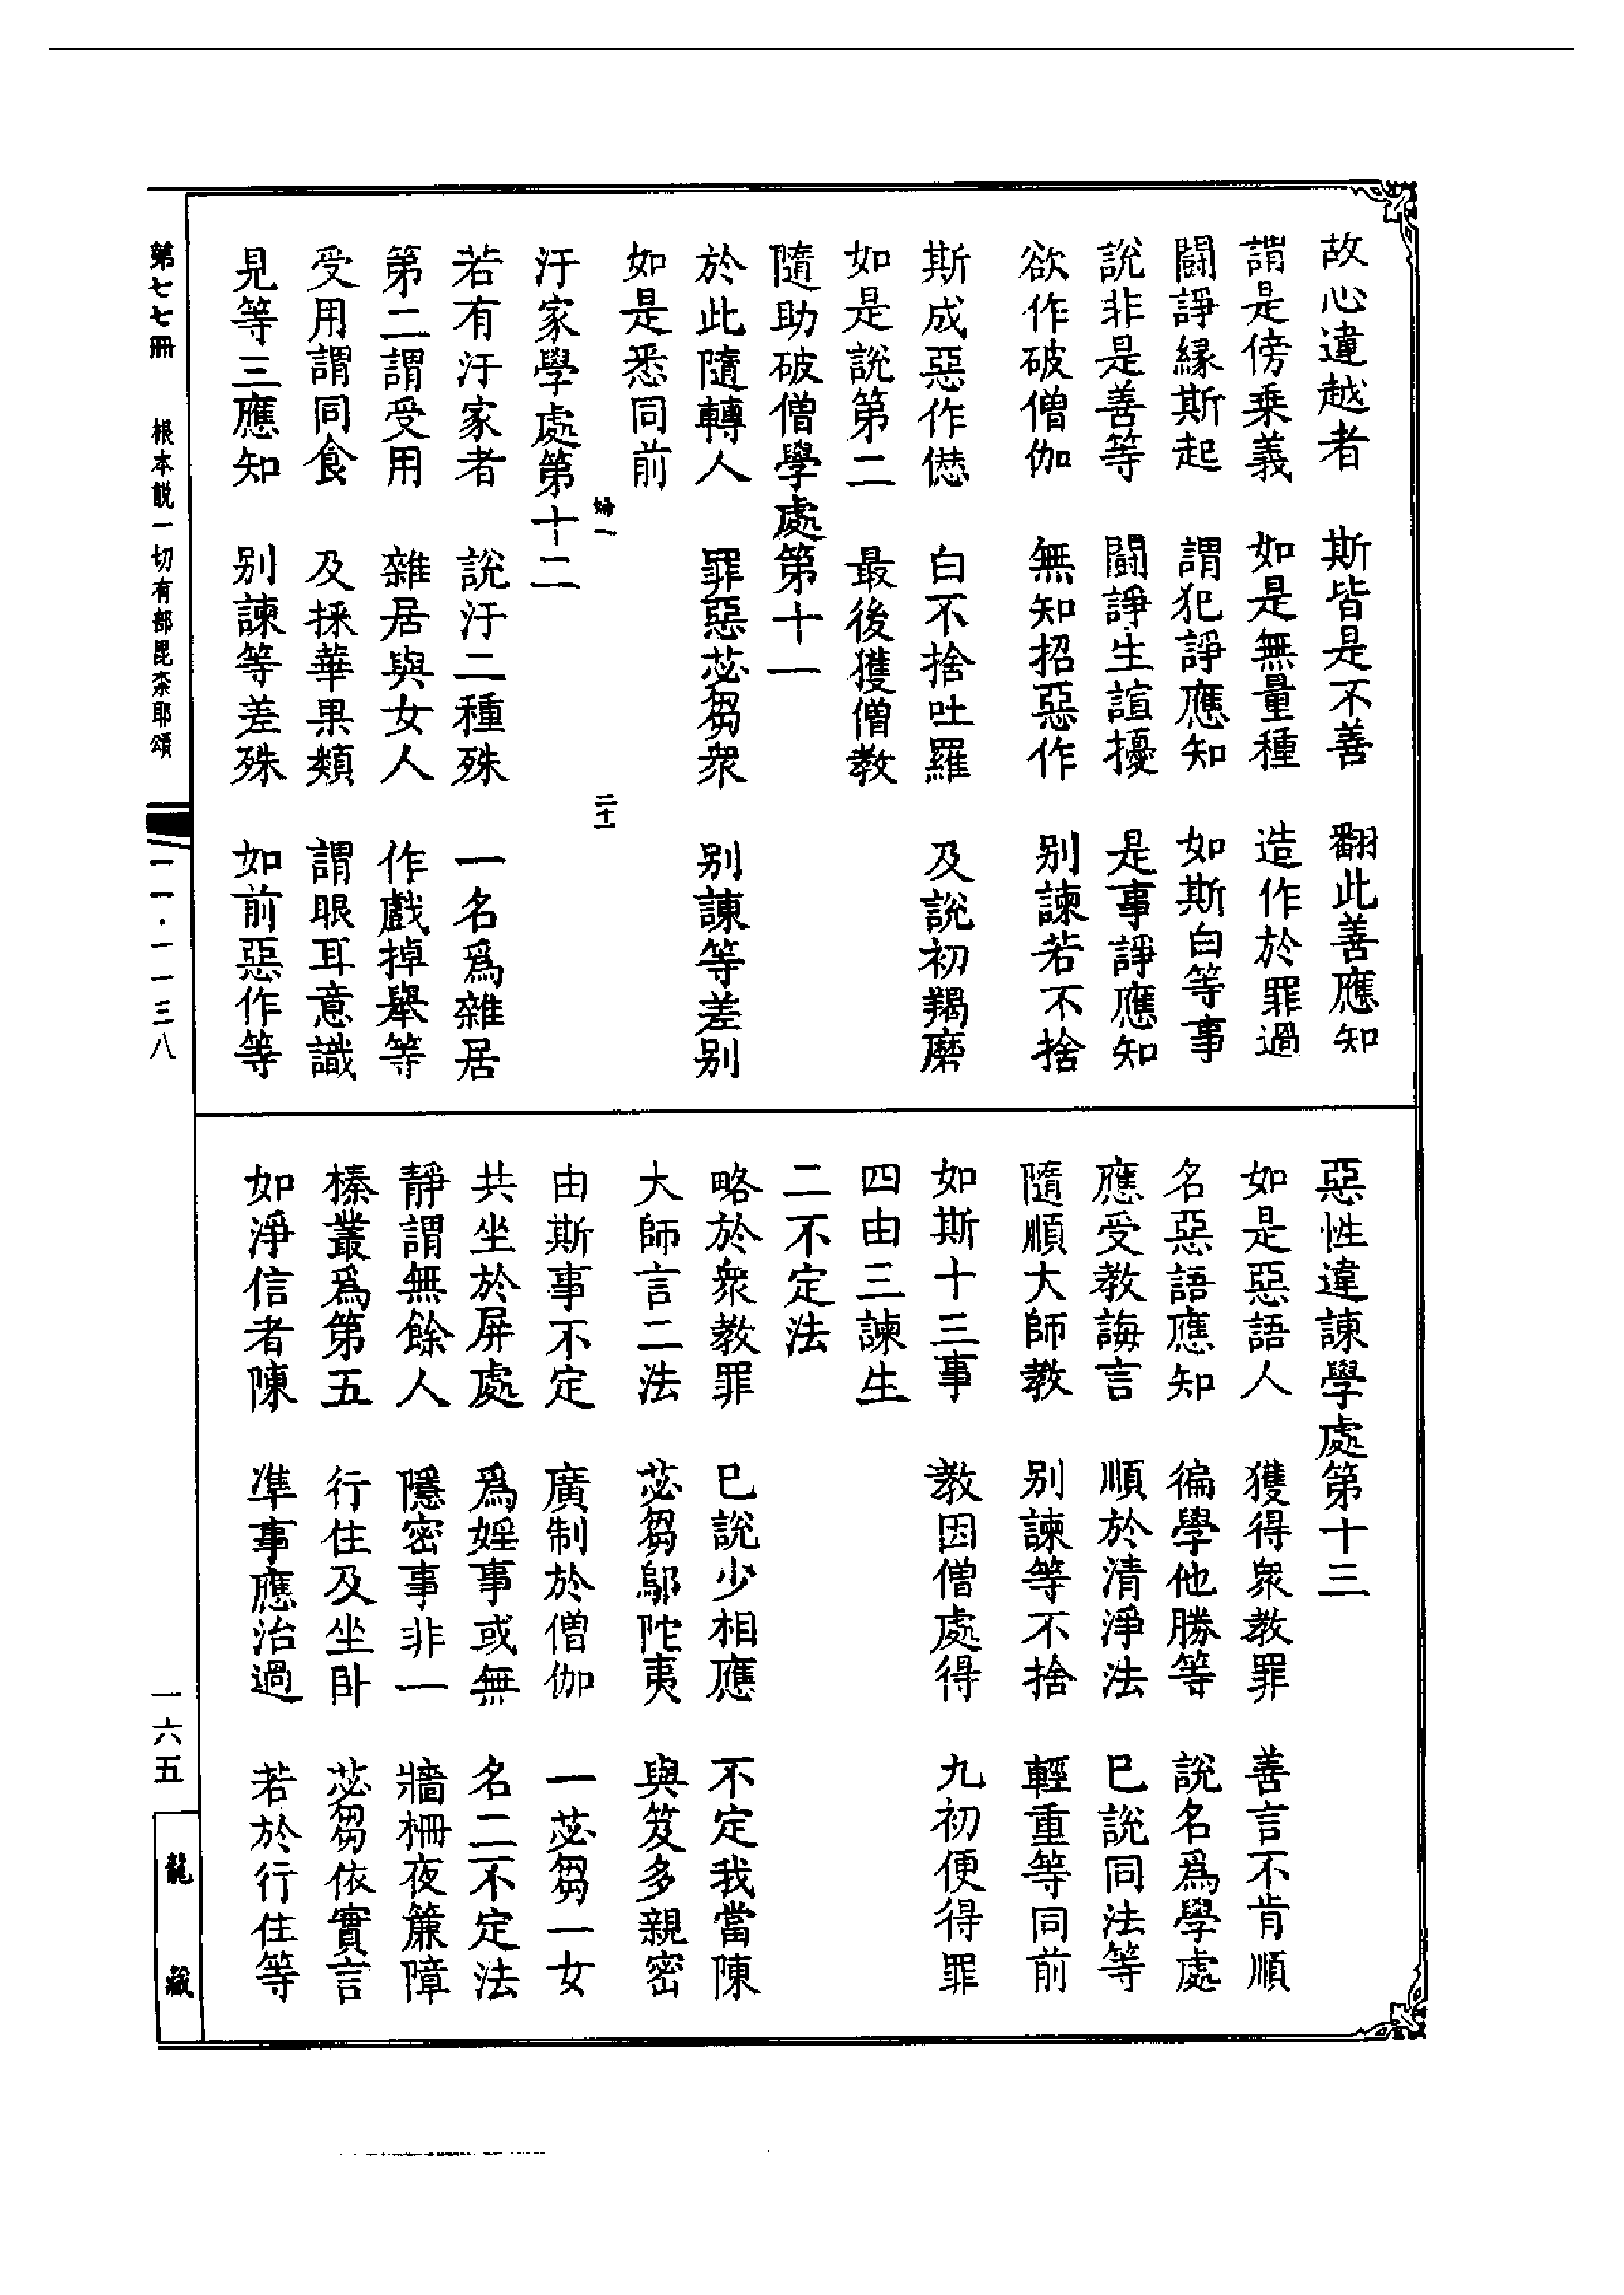 故心違越者　斯皆是不善　翻此善應知
謂是傍乗義　如是無量種　造作於罪過
鬭諍緣斯起　謂犯諍應知　如斯白等事
說非是善等　鬭諍生諠擾　是事諍應知
欲作破僧伽　無知招惡作　別諫若不捨
斯成惡作𠎝　白不捨吐羅　及說初羯磨
如是說第二　最後獲僧教
隨助破僧學處第十一
於此隨轉人　罪惡苾芻衆　別諫等差别
如是悉同前
婦一　二十一
汙家學處第十二
若有汙家者　說汙二種殊　一名爲雜居
第二謂受用　雜居與女人　作戲掉舉等
受用謂同食　及採華果類　謂眼耳意識
見等三應知　別諫等差殊　如前惡作等
惡性違諫學處第十三
如是惡語人　獲得衆教罪　善言不肯順
名惡語應知　徧學他勝等　說名爲學處
應受教誨言　順於清淨法　已說同法等
隨順大師教　別諫等不捨　輕重等同前
如斯十三事　教因僧處得　九初便得罪
四由三諫生
二不定法
略於衆教罪　已說少相應　不定我當陳
大師言二法　苾芻鄔陀夷　與笈多親密
由斯事不定　廣制於僧伽　一苾芻一女
共坐於屏處　爲婬事或無　名二不定法
靜謂無餘人　隱密事非一　牆柵夜簾障
榛叢爲第五　行住及坐卧　苾芻依實言
如淨信者陳　準事應治過　若於行住等
第七七冊　根本說一切有部毘柰耶頌
一一·一一三八
一六五
龍藏